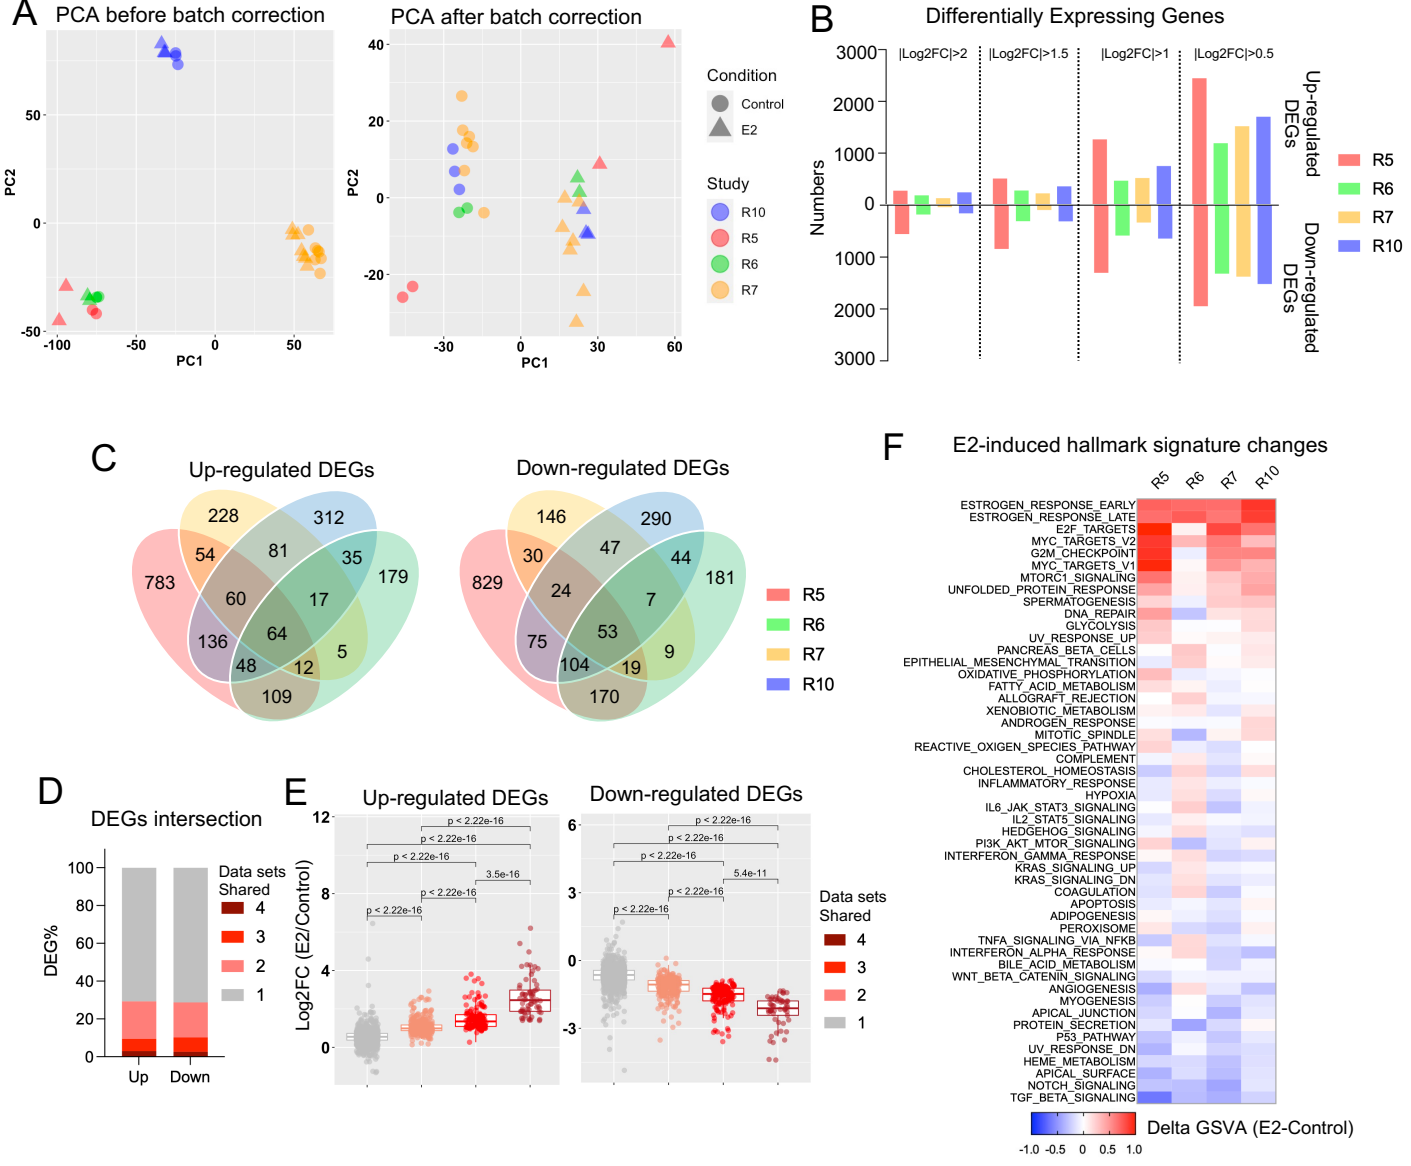 A
PCA before batch correction
PCA after batch correction
PC2
50
0
-50
-100
-50
0
50
PC1
PC2
40
20
0
-20
-30
0
30
60
PC1
Condition
Control
E2
Study
R10
R5
R6
R7
B
Differentially Expressing Genes
|Log2FC|>2
|Log2FC|>1.5
|Log2FC|>1
|Log2FC|>0.5
Numbers
3000
2000
1000
0
1000
2000
3000
Up-regulated
DEGs
Down-regulated
DEGs
R5
R6
R7
R10
C
Up-regulated DEGs
228
312
54
81
35
783
179
60
17
136
64
5
48
12
109
Down-regulated DEGs
146
290
30
47
44
829
181
24
7
75
53
9
104
19
170
R5
R6
R7
R10
D
DEGs intersection
DEG%
100
80
60
40
20
0
Up
Down
Data sets
Shared
4
3
2
1
E
Up-regulated DEGs
Log2FC (E2/Control)
12
8
4
0
p < 2.22e-16
p < 2.22e-16
p < 2.22e-16
3.5e-16
p < 2.22e-16
p < 2.22e-16
Down-regulated DEGs
6
3
0
-3
p < 2.22e-16
p < 2.22e-16
p < 2.22e-16
5.4e-11
p < 2.22e-16
p < 2.22e-16
Data sets
Shared
4
3
2
1
F
E2-induced hallmark signature changes
R5
R6
R7
R10
ESTROGEN_RESPONSE_EARLY
ESTROGEN_RESPONSE_LATE
E2F_TARGETS
MYC_TARGETS_V2
G2M_CHECKPOINT
MYC_TARGETS_V1
MTORC1_SIGNALING
UNFOLDED_PROTEIN_RESPONSE
SPERMATOGENESIS
DNA_REPAIR
GLYCOLYSIS
UV_RESPONSE_UP
PANCREAS_BETA_CELLS
EPITHELIAL_MESENCHYMAL_TRANSITION
OXIDATIVE_PHOSPHORYLATION
FATTY_ACID_METABOLISM
ALLOGRAFT_REJECTION
XENOBIOTIC_METABOLISM
ANDROGEN_RESPONSE
MITOTIC_SPINDLE
REACTIVE_OXIGEN_SPECIES_PATHWAY
COMPLEMENT
CHOLESTEROL_HOMEOSTASIS
INFLAMMATORY_RESPONSE
HYPOXIA
IL6_JAK_STAT3_SIGNALING
IL2_STAT5_SIGNALING
HEDGEHOG_SIGNALING
PI3K_AKT_MTOR_SIGNALING
INTERFERON_GAMMA_RESPONSE
KRAS_SIGNALING_UP
KRAS_SIGNALING_DN
COAGULATION
APOPTOSIS
ADIPOGENESIS
PEROXISOME
TNFA_SIGNALING_VIA_NFKB
INTERFERON_ALPHA_RESPONSE
BILE_ACID_METABOLISM
WNT_BETA_CATENIN_SIGNALING
ANGIOGENESIS
MYOGENESIS
APICAL_JUNCTION
PROTEIN_SECRETION
P53_PATHWAY
UV_RESPONSE_DN
HEME_METABOLISM
APICAL_SURFACE
NOTCH_SIGNALING
TGF_BETA_SIGNALING
-1.0
-0.5
0
0.5
1.0
Delta GSVA (E2-Control)